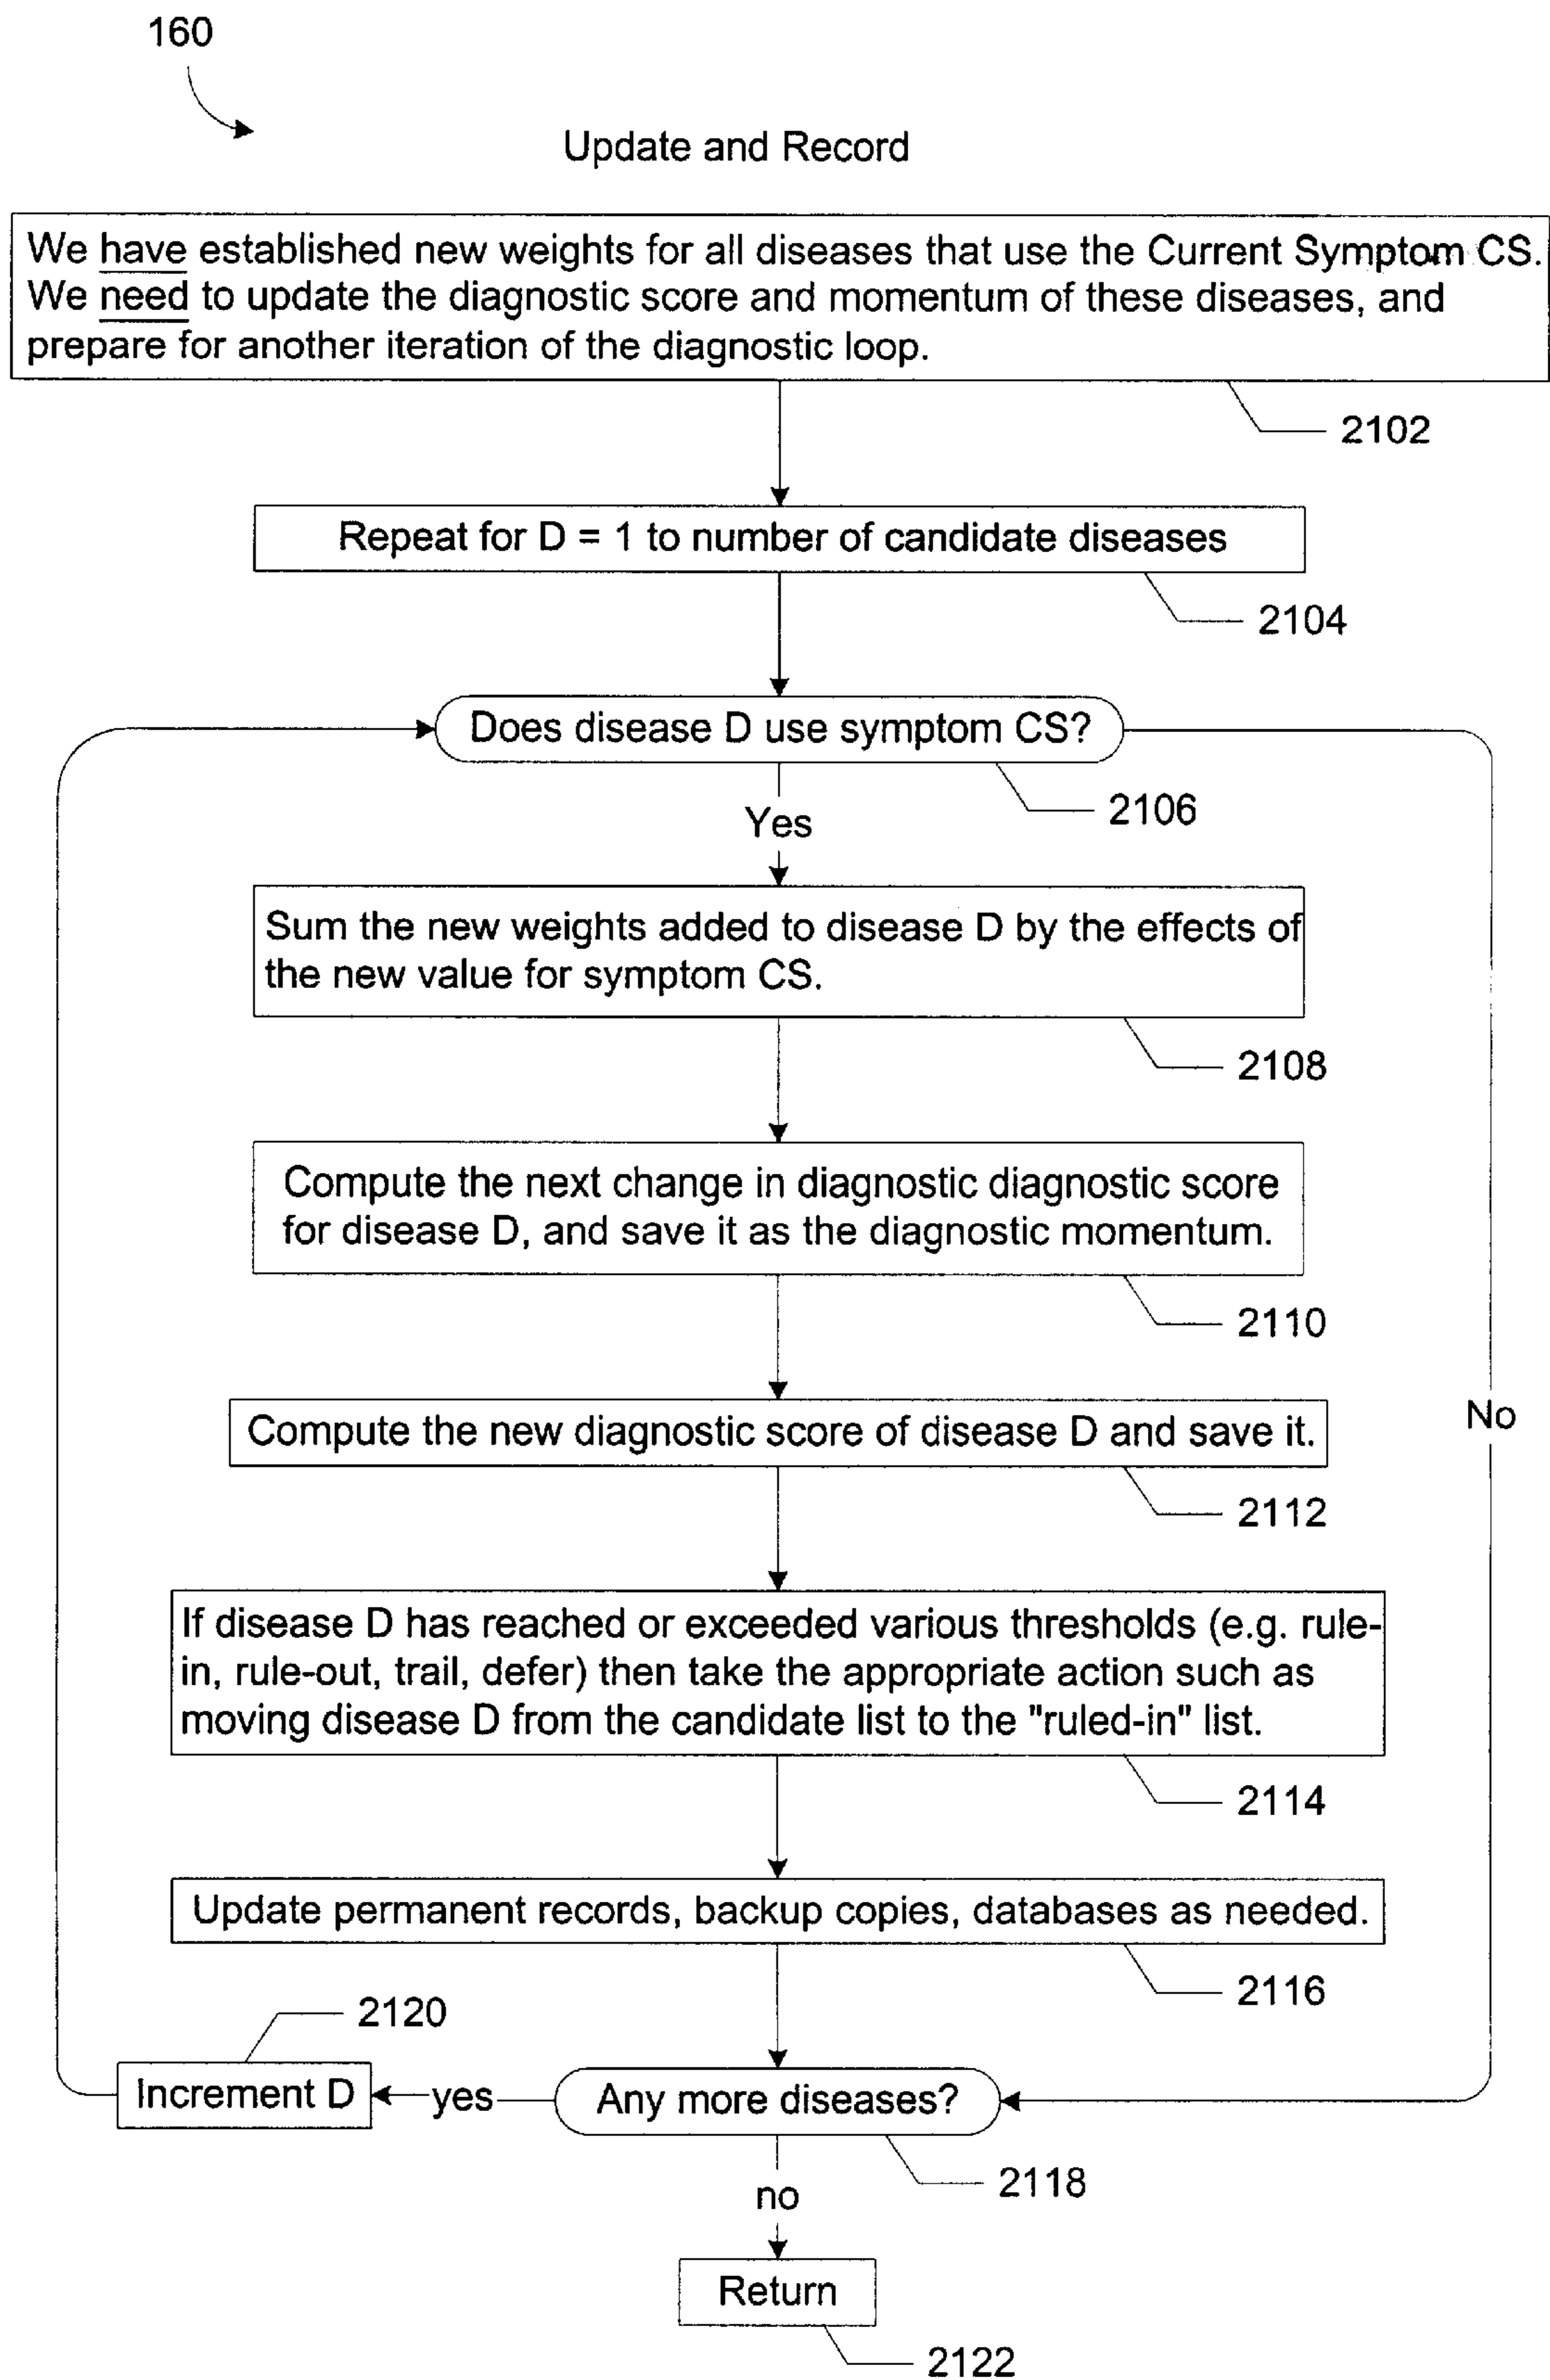 160
Update and Record
We have established new weights for all diseases that use the Current Symptom CS.
We need to update the diagnostic score and momentum of these diseases, and
prepare for another iteration of the diagnostic loop.
2102
Repeat for D = 1 to number of candidate diseases
2104
Does disease D use symptom CS?
2106
Yes
Sum the new weights added to disease D by the effects of
the new value for symptom CS.
2108
Compute the next change in diagnostic diagnostic score
for disease D, and save it as the diagnostic momentum.
2110
Compute the new diagnostic score of disease D and save it.
No
2112
If disease D has reached or exceeded various thresholds (e.g. rule-
in, rule-out, trail, defer) then take the appropriate action such as
moving disease D from the candidate list to the "ruled-in" list.
2114
Update permanent records, backup copies, databases as needed.
2116
2120
Increment D
yes
Any more diseases?
2118
no
Return
2122